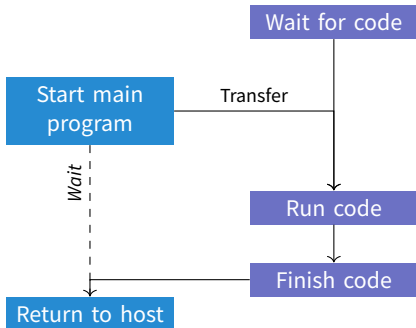 Wait for code
Start main
program
Transfer
Wait
Run code
Finish code
Return to host